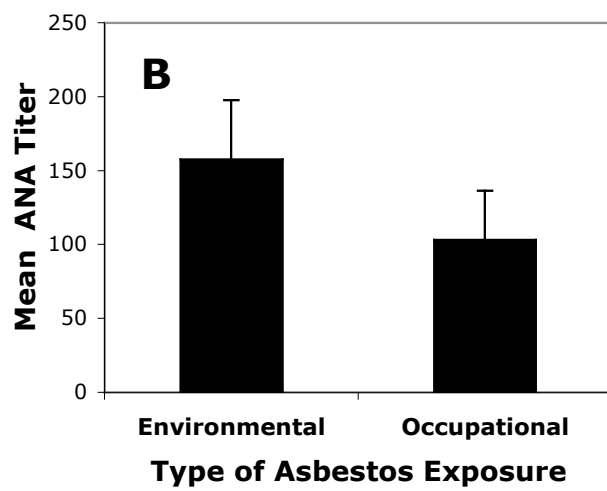 250
200
150
100
50
0
B
Mean ANA Titer
Environmental
Occupational
Type of Asbestos Exposure